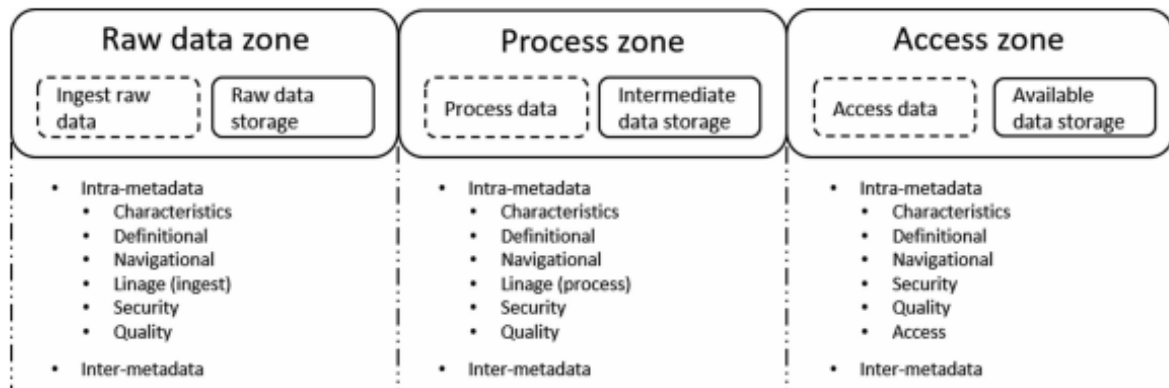 Raw data zone
Ingest raw
data
Raw data
storage
Process zone
Process data
Intermediate
data storage
Access zone
Access data
Available
data storage
• Intra-metadata
• Characteristics
• Definitional
• Navigational
• Linage (ingest)
• Security
• Quality
• Inter-metadata
• Intra-metadata
• Characteristics
• Definitional
• Navigational
• Linage (process)
• Security
• Quality
• Inter-metadata
• Intra-metadata
• Characteristics
• Definitional
• Navigational
• Security
• Quality
• Access
• Inter-metadata